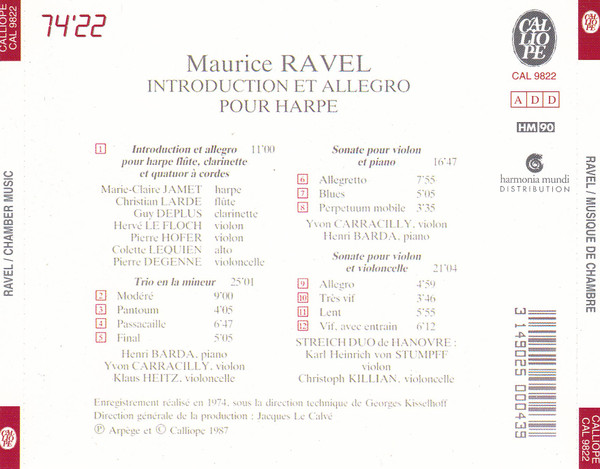 CALLIOPE
CAL 9822
RAVEL / CHAMBER MUSIC
CALLIOPE
CAL 9822
74'22
Maurice RAVEL
INTRODUCTION ET ALLEGRO
POUR HARPE
1 Introduction et allegro 11'00
pour harpe flûte, clarinette
et quatuor à cordes
Marie-Claire JAMET harpe
Christian LARDE flûte
Guy DEPLUS clarinette
Hervé LE FLOCH violon
Pierre HOFER violon
Colette LEQUIEN alto
Pierre DEGENNE violoncelle
Trio en la mineur 25'01
2 Modéré 9'00
3 Pantoum 4'05
4 Passacaille 6'47
5 Final 5'05
Henri BARDA, piano
Yvon CARRACILLY, violon
Klaus HEITZ, violoncelle
Sonate pour violon
et piano 16'47
6 Allegretto 7'55
7 Blues 5'05
8 Perpetuum mobile 3'35
Yvon CARRACILLY, violon
Henri BARDA, piano
Sonate pour violon
et violoncelle 21'04
9 Allegro 4'59
10 Très vif 3'46
11 Lent 5'55
12 Vif, avec entrain 6'12
STREICH DUO de HANOVRE :
Karl Heinrich von STUMPFF
violon
Christoph KILLIAN, violoncelle
Enregistrement réalisé en 1974, sous la direction technique de Georges Kisselhoff
Direction générale de la production : Jacques Le Calvé
Ⓟ Arpège et © Calliope 1987
CALLIOPE
CAL 9822
A D D
HM 90
harmonia mundi
DISTRIBUTION
3 149025 000439
CALLIOPE
CAL 9822
RAVEL / MUSIQUE DE CHAMBRE
CALLIOPE
CAL 9822